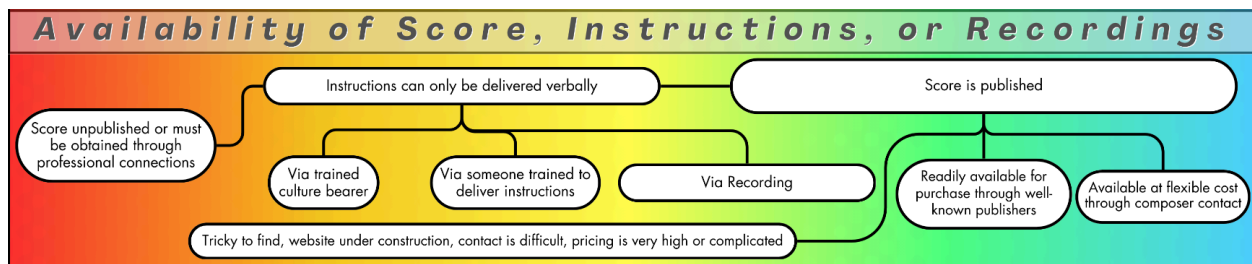 Availability of Score, Instructions, or Recordings
Instructions can only be delivered verbally
Score is published
Score unpublished or must
be obtained through
professional connections
Via trained
culture bearer
Via someone trained to
deliver instructions
Via Recording
Readily available for
purchase through well-
known publishers
Available at flexible cost
through composer contact
Tricky to find, website under construction, contact is difficult, pricing is very high or complicated